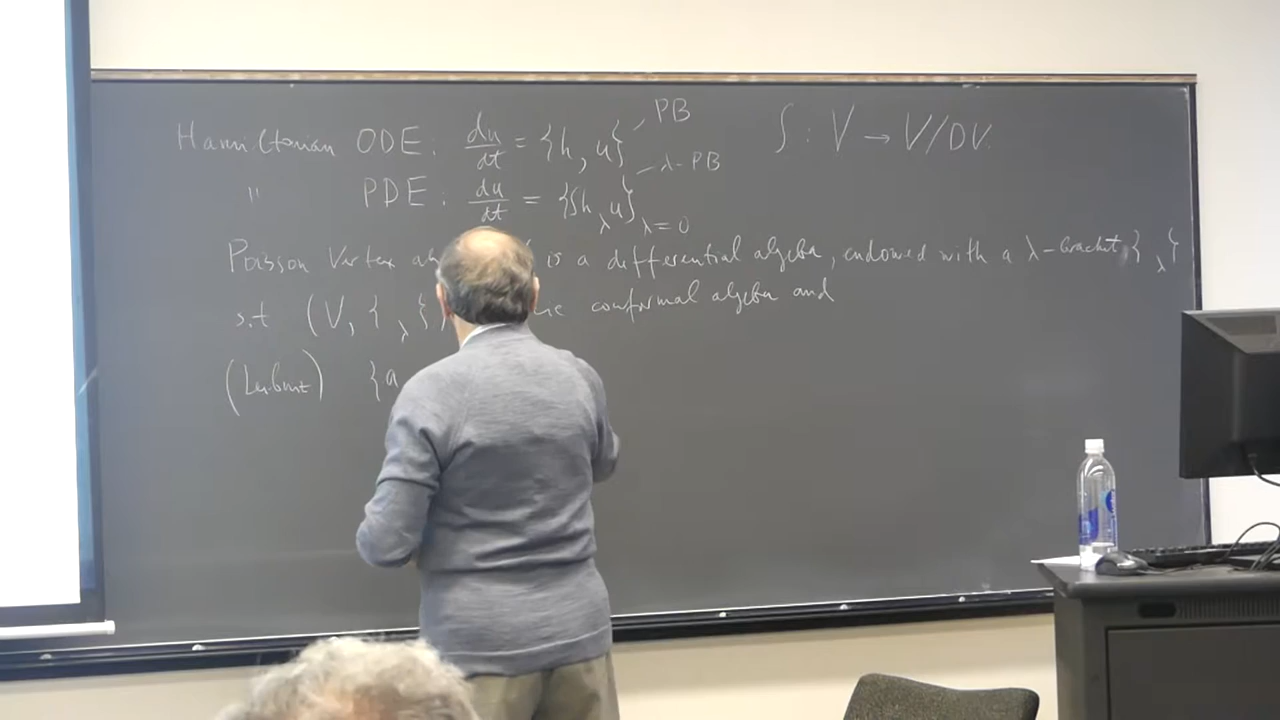 Hamiltonian ODE: du/dt = {h, u} PB ∫: V → V/DV.
" PDE: du/dt = {∫h λ u}λ=0 λ-PB
Poisson Vertex is a differential algebra, endowed with a λ-bracket { λ }
s.t (V, { λ }) conformal algebra and
(Leibniz) {a